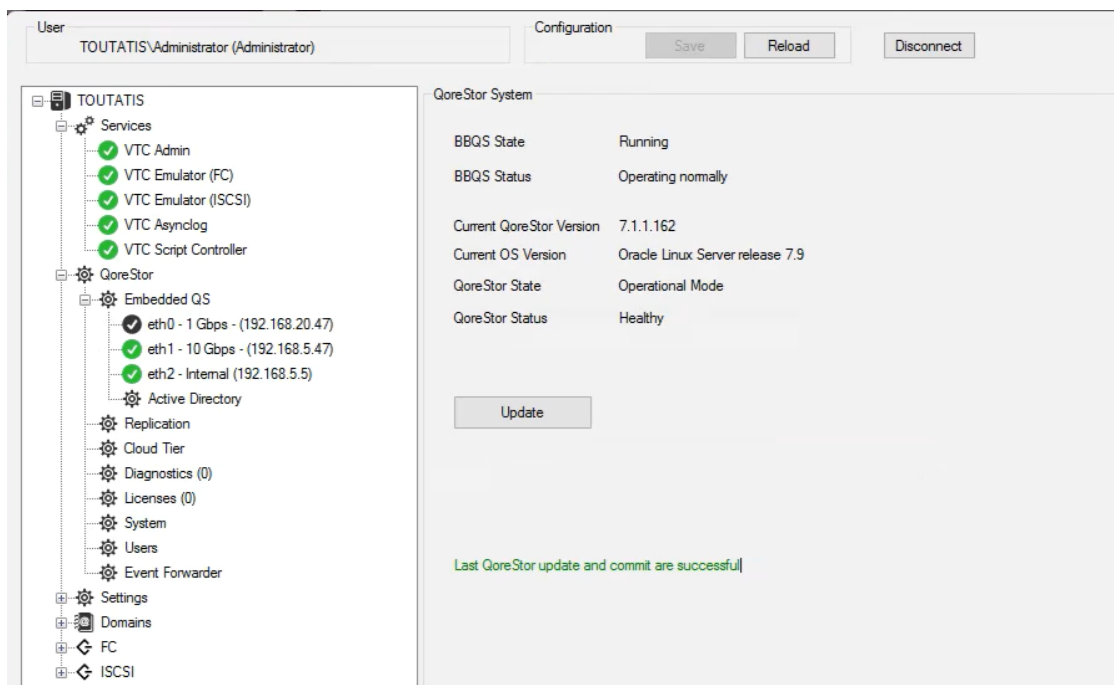 User
TOUTATIS\Administrator (Administrator)
Configuration
Save
Reload
Disconnect
TOUTATIS
Services
VTC Admin
VTC Emulator (FC)
VTC Emulator (ISCSI)
VTC Asynclog
VTC Script Controller
QoreStor
Embedded QS
eth0 - 1 Gbps - (192.168.20.47)
eth1 - 10 Gbps - (192.168.5.47)
eth2 - Internal (192.168.5.5)
Active Directory
Replication
Cloud Tier
Diagnostics (0)
Licenses (0)
System
Users
Event Forwarder
Settings
Domains
FC
ISCSI
QoreStor System
BBQS State Running
BBQS Status Operating normally
Current QoreStor Version 7.1.1.162
Current OS Version Oracle Linux Server release 7.9
QoreStor State Operational Mode
QoreStor Status Healthy
Update
Last QoreStor update and commit are successful